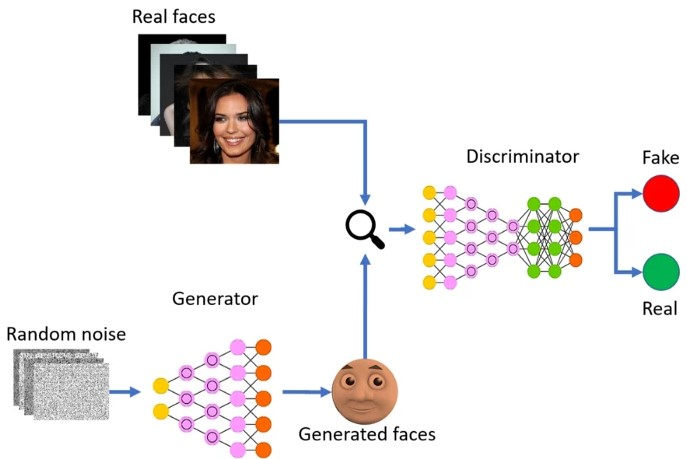 Real faces
Discriminator
Fake
Real
Generator
Random noise
Generated faces